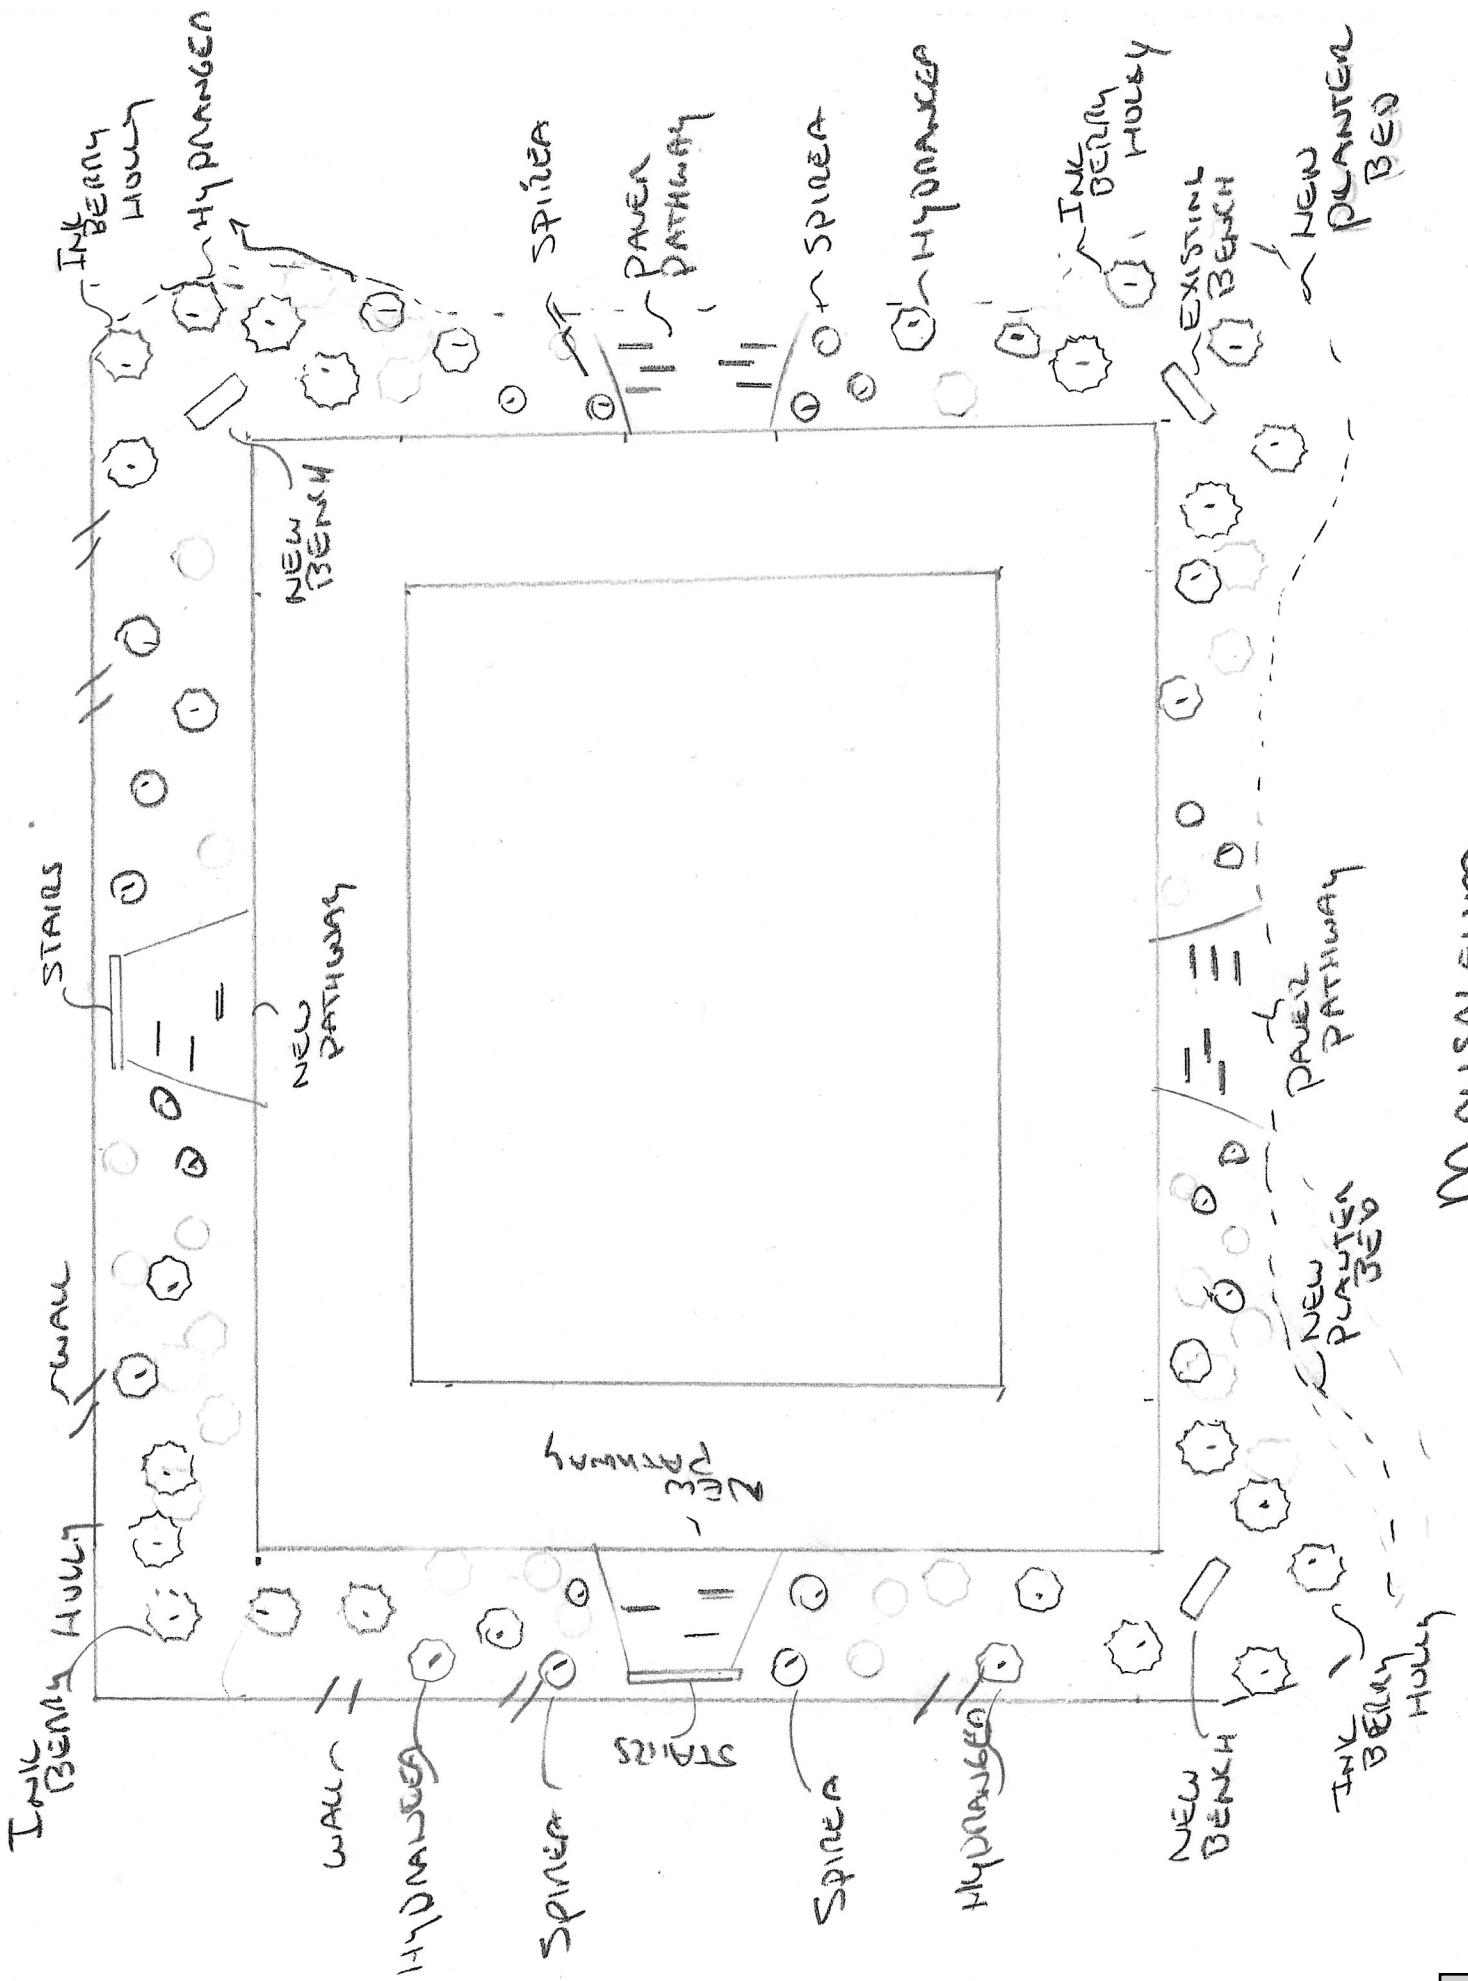 INK
BERRY
HOLLY
HYDRANGEA
SPIREA
PAVER
PATHWAY
SPIREA
HYDRANGEA
INK
BERRY
HOLLY
EXISTING
BENCH
NEW
PLANTER
BED
NEW
BENCH
STAIRS
NEW
PATHWAY
PAVER
PATHWAY
WALL
NEW
PLANTER
BED
NEW
PATHWAY
INK
BERRY HOLLY
WALL
HYDRANGEA
SPIREA
STAIRS
SPIREA
HYDRANGEA
NEW
BENCH
INK
BERRY
HOLLY